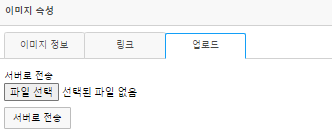 이미지 속성
이미지 정보 링크 업로드
서버로 전송
파일 선택 선택된 파일 없음
서버로 전송